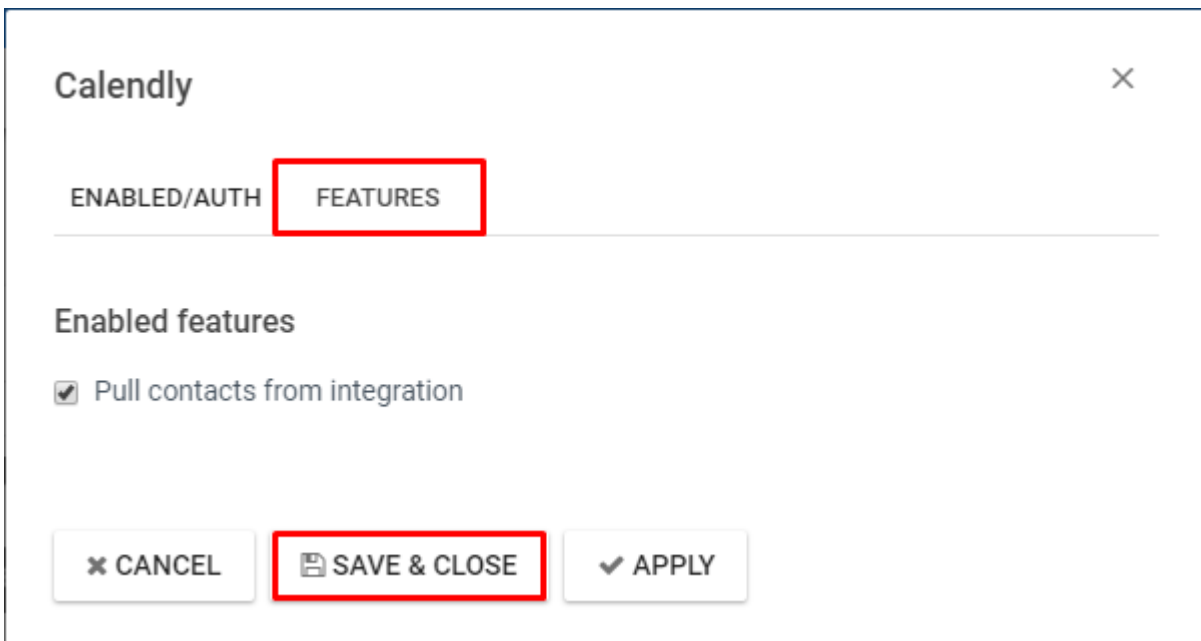 Calendly
ENABLED/AUTH FEATURES
Enabled features
Pull contacts from integration
CANCEL SAVE & CLOSE APPLY